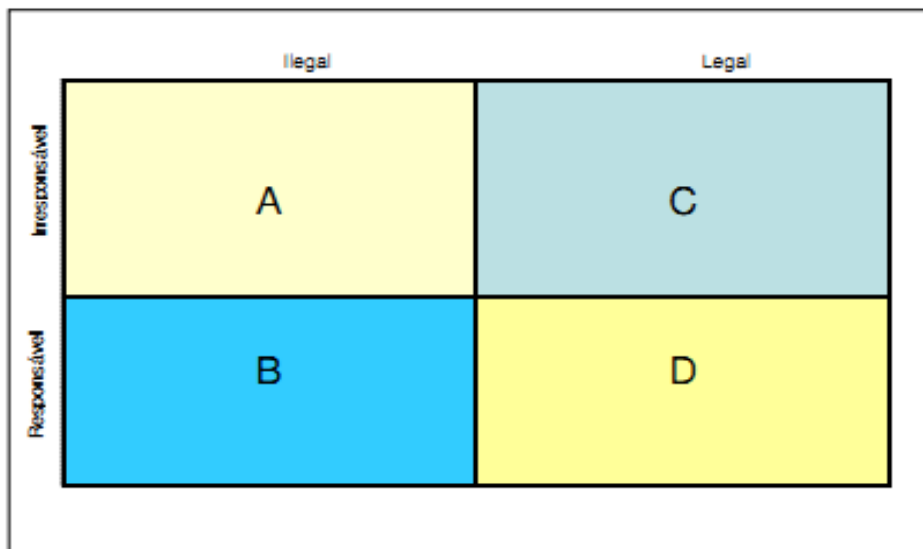 Ilegal Legal
Irresponsável
A C
Responsável
B D